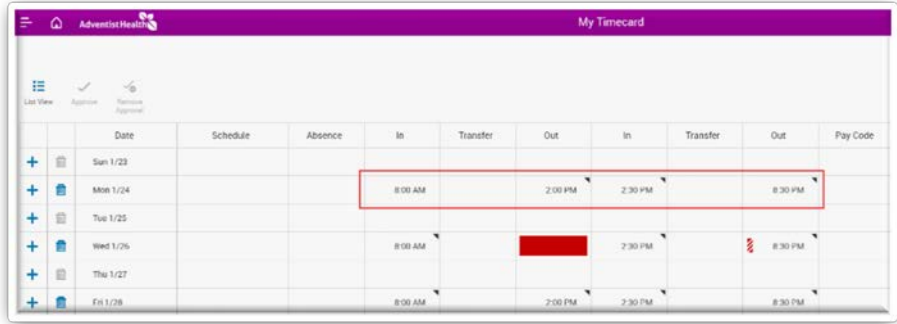 AdventistHealth My Timecard
List View Approve Remove Approval
Date Schedule Absence In Transfer Out In Transfer Out Pay Code
Sun 1/23
Mon 1/24 8:00 AM 2:00 PM 2:30 PM 8:30 PM
Tue 1/25
Wed 1/26 8:00 AM 2:30 PM 8:30 PM
Thu 1/27
Fri 1/28 8:00 AM 2:00 PM 2:30 PM 8:30 PM